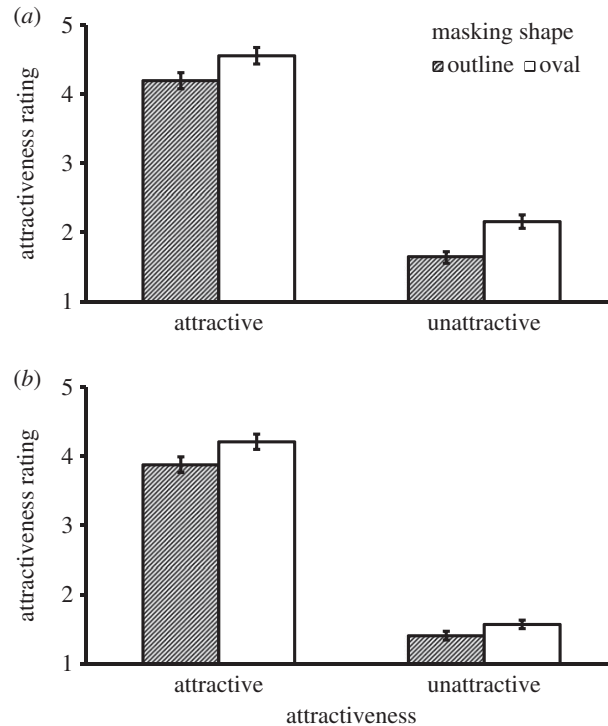 (a)
5
4
3
2
1
attractiveness rating
masking shape
outline oval
attractive unattractive
(b)
5
4
3
2
1
attractiveness rating
attractive unattractive
attractiveness